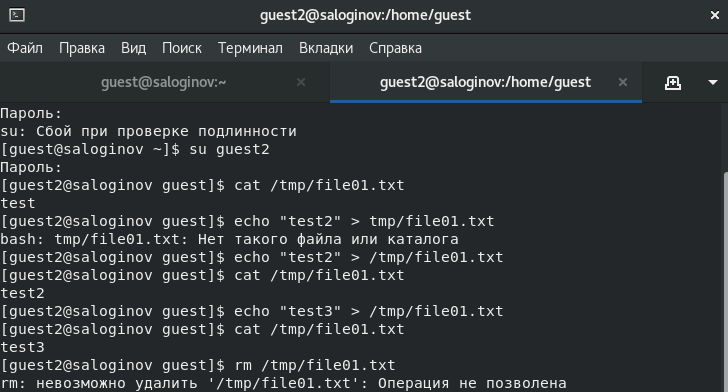 guest2@saloginov:/home/guest
Файл Правка Вид Поиск Терминал Вкладки Справка
guest@saloginov:~ guest2@saloginov:/home/guest
Пароль:
su: Сбой при проверке подлинности
[guest@saloginov ~]$ su guest2
Пароль:
[guest2@saloginov guest]$ cat /tmp/file01.txt
test
[guest2@saloginov guest]$ echo "test2" > tmp/file01.txt
bash: tmp/file01.txt: Нет такого файла или каталога
[guest2@saloginov guest]$ echo "test2" > /tmp/file01.txt
[guest2@saloginov guest]$ cat /tmp/file01.txt
test2
[guest2@saloginov guest]$ echo "test3" > /tmp/file01.txt
[guest2@saloginov guest]$ cat /tmp/file01.txt
test3
[guest2@saloginov guest]$ rm /tmp/file01.txt
rm: невозможно удалить '/tmp/file01.txt': Операция не позволена